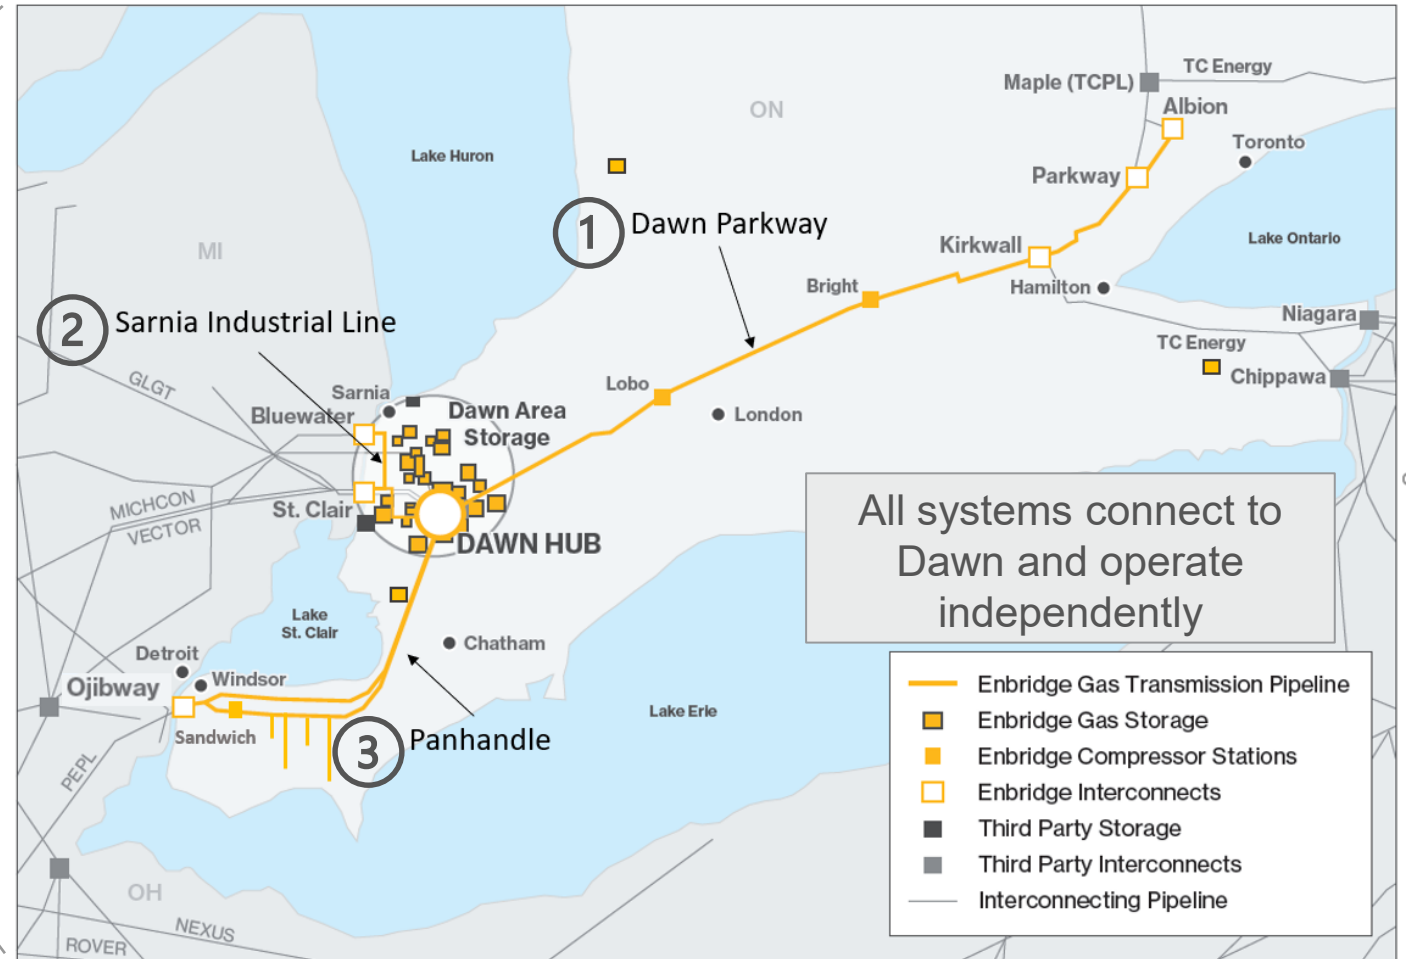 TC Energy
Maple (TCPL)
Albion
ON
Toronto
Lake Huron
Parkway
1
Dawn Parkway
Lake Ontario
Kirkwall
MI
Bright
Hamilton
Niagara
2
Sarnia Industrial Line
TC Energy
Chippawa
GLGT
Sarnia
Lobo
Bluewater
Dawn Area
Storage
London
MICHCON
VECTOR
St. Clair
DAWN HUB
All systems connect to
Dawn and operate
independently
Lake
St. Clair
Chatham
Detroit
Windsor
Ojibway
Sandwich
Lake Erie
3
Panhandle
PEPL
OH
NEXUS
ROVER
Enbridge Gas Transmission Pipeline
Enbridge Gas Storage
Enbridge Compressor Stations
Enbridge Interconnects
Third Party Storage
Third Party Interconnects
Interconnecting Pipeline